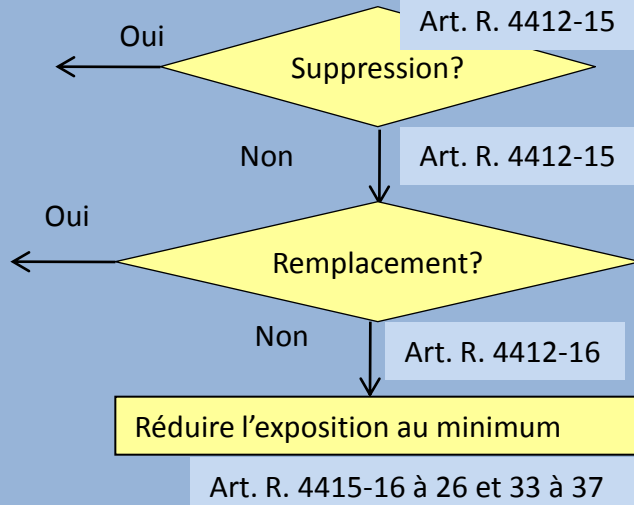 Art. R. 4412-15
Oui
Suppression?
Non
Art. R. 4412-15
Oui
Remplacement?
Non
Art. R. 4412-16
Réduire l’exposition au minimum
Art. R. 4415-16 à 26 et 33 à 37